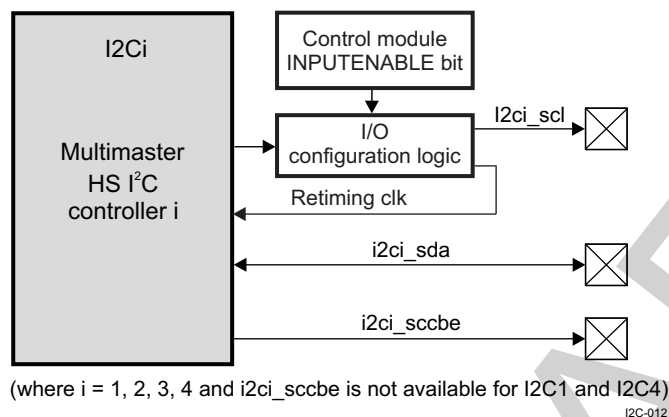 I2Ci
Multimaster
HS I²C
controller i
Control module
INPUTENABLE bit
I/O
configuration logic
I2ci_scl
Retiming clk
i2ci_sda
i2ci_sccbe
(where i = 1, 2, 3, 4 and i2ci_sccbe is not available for I2C1 and I2C4)
I2C-012